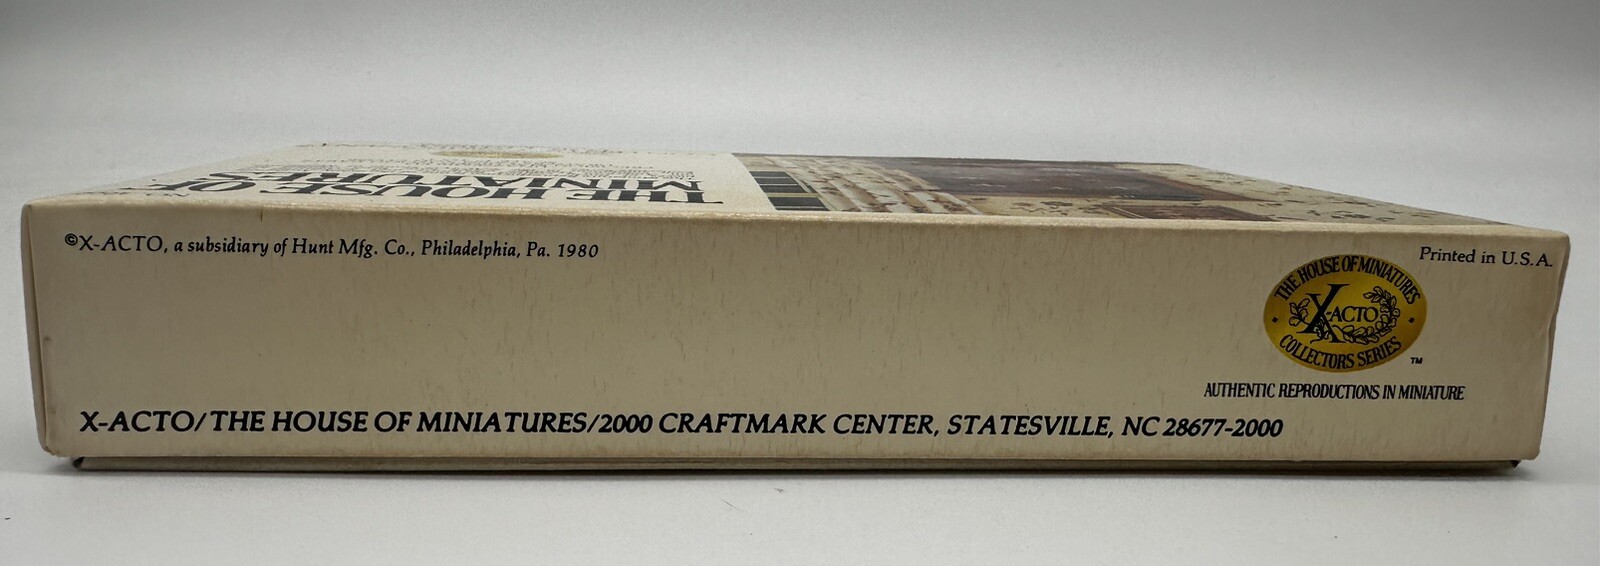 THE HOUSE OF
MINIATURES
©X-ACTO, a subsidiary of Hunt Mfg. Co., Philadelphia, Pa. 1980
Printed in U.S.A.
THE HOUSE OF MINIATURES
X-ACTO
COLLECTORS SERIES
™
AUTHENTIC REPRODUCTIONS IN MINIATURE
X-ACTO/THE HOUSE OF MINIATURES/2000 CRAFTMARK CENTER, STATESVILLE, NC 28677-2000